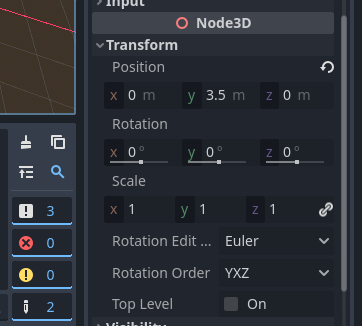 Input
Node3D
Transform
Position
x 0 m y 3.5 m z 0 m
Rotation
x 0 ° y 0 ° z 0 °
Scale
x 1 y 1 z 1
3
Rotation Edit ... Euler
0
Rotation Order YXZ
0
Top Level On
2
Visibility